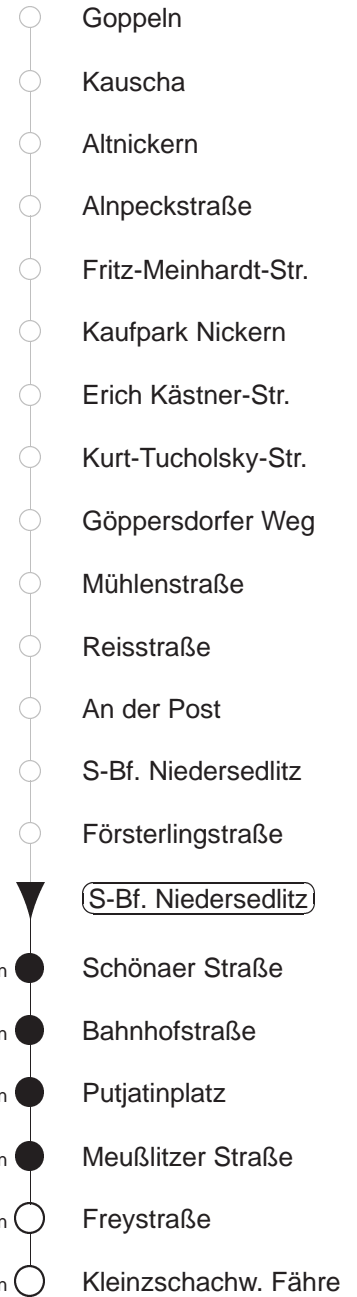 Goppeln
Kauscha
Altnickern
Alnpeckstraße
Fritz-Meinhardt-Str.
Kaufpark Nickern
Erich Kästner-Str.
Kurt-Tucholsky-Str.
Göppersdorfer Weg
Mühlenstraße
Reisstraße
An der Post
S-Bf. Niedersedlitz
Försterlingstraße
S-Bf. Niedersedlitz
Schönaer Straße
Bahnhofstraße
Putjatinplatz
Meußlitzer Straße
Freystraße
Kleinzschachw. Fähre